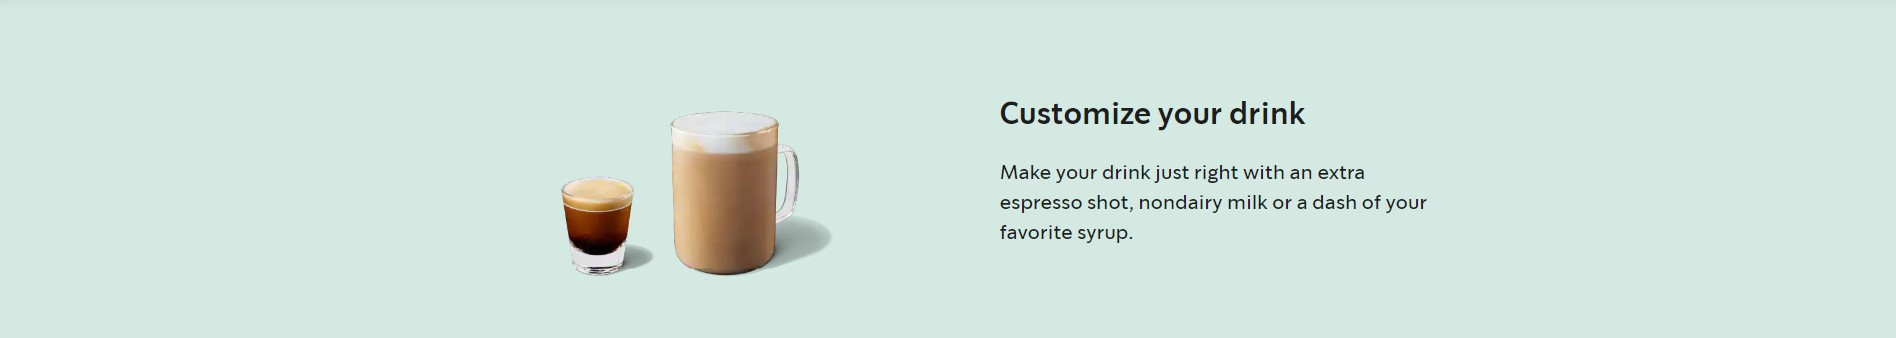 Customize your drink
Make your drink just right with an extra
espresso shot, nondairy milk or a dash of your
favorite syrup.